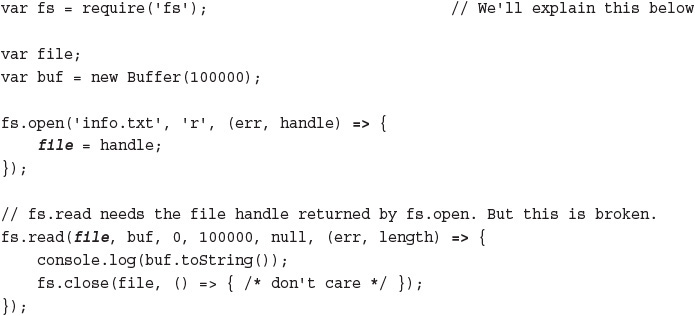 var fs = require('fs');                              // We'll explain this below
var file;
var buf = new Buffer(100000);
fs.open('info.txt', 'r', (err, handle) => {
    file = handle;
});
// fs.read needs the file handle returned by fs.open. But this is broken.
fs.read(file, buf, 0, 100000, null, (err, length) => {
    console.log(buf.toString());
    fs.close(file, () => { /* don't care */ });
});